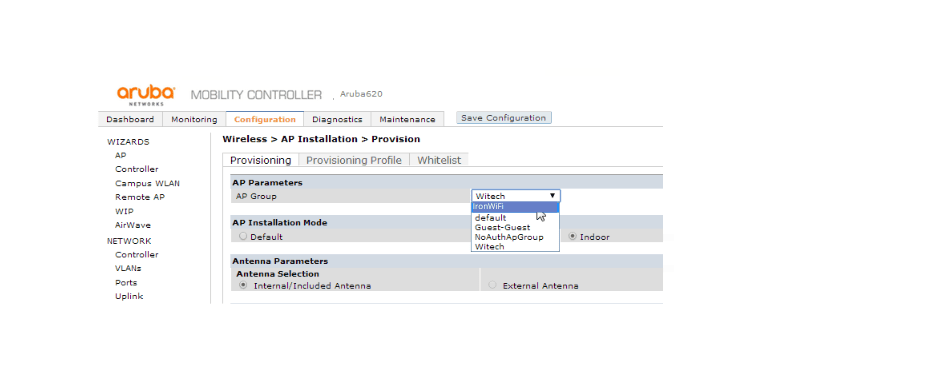 aruba
NETWORKS
MOBILITY CONTROLLER , Aruba620
Dashboard Monitoring Configuration Diagnostics Maintenance Save Configuration
WIZARDS
AP
Controller
Campus WLAN
Remote AP
WIP
AirWave
NETWORK
Controller
VLANs
Ports
Uplink
Wireless > AP Installation > Provision
Provisioning Provisioning Profile Whitelist
AP Parameters
AP Group Witech
IronWiFi
default
Guest-Guest
NoAuthApGroup
Witech
AP Installation Mode
Default Indoor
Antenna Parameters
Antenna Selection
Internal/Included Antenna External Antenna